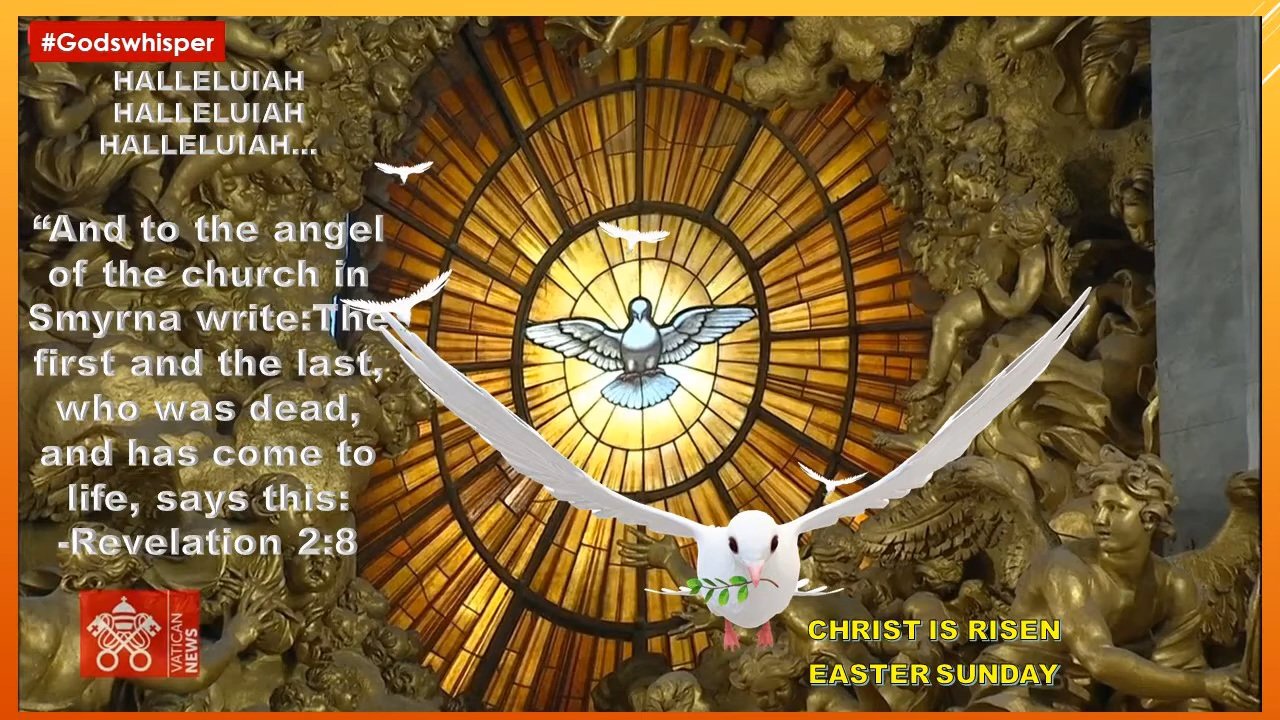 #Godswhisper
HALLELUIAH
HALLELUIAH
HALLELUIAH...
“And to the angel
of the church in
Smyrna write:The
first and the last,
who was dead,
and has come to
life, says this:
-Revelation 2:8
VATICAN
NEWS
CHRIST IS RISEN
EASTER SUNDAY